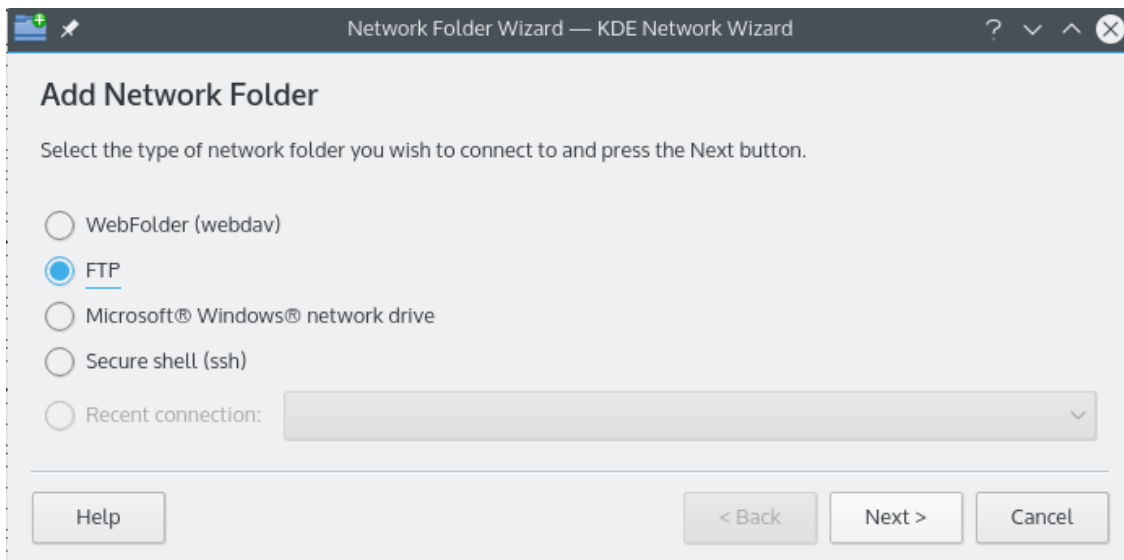 Network Folder Wizard — KDE Network Wizard
Add Network Folder
Select the type of network folder you wish to connect to and press the Next button.
WebFolder (webdav)
FTP
Microsoft® Windows® network drive
Secure shell (ssh)
Recent connection:
Help
< Back
Next >
Cancel